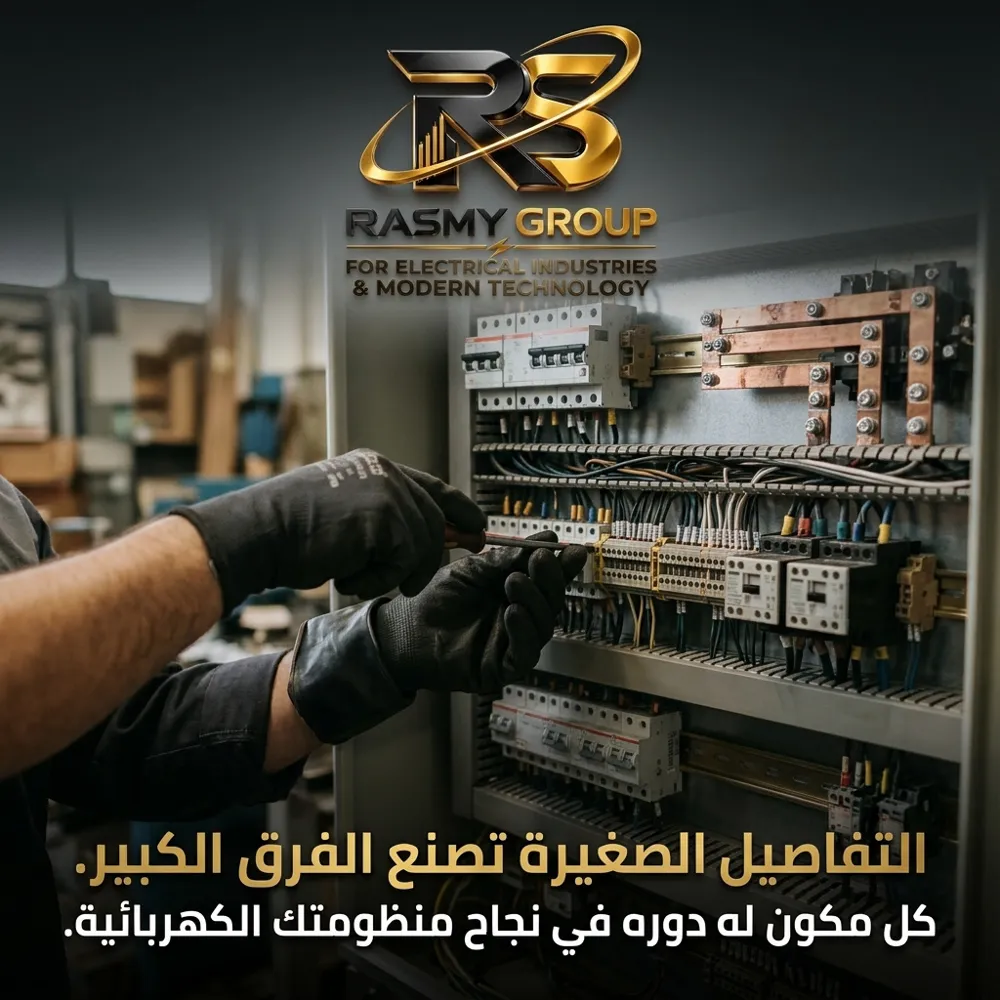 RS
RASMY GROUP
FOR ELECTRICAL INDUSTRIES
& MODERN TECHNOLOGY
التفاصيل الصغيرة تصنع الفرق الكبير.
كل مكون له دوره في نجاح منظومتك الكهربائية.